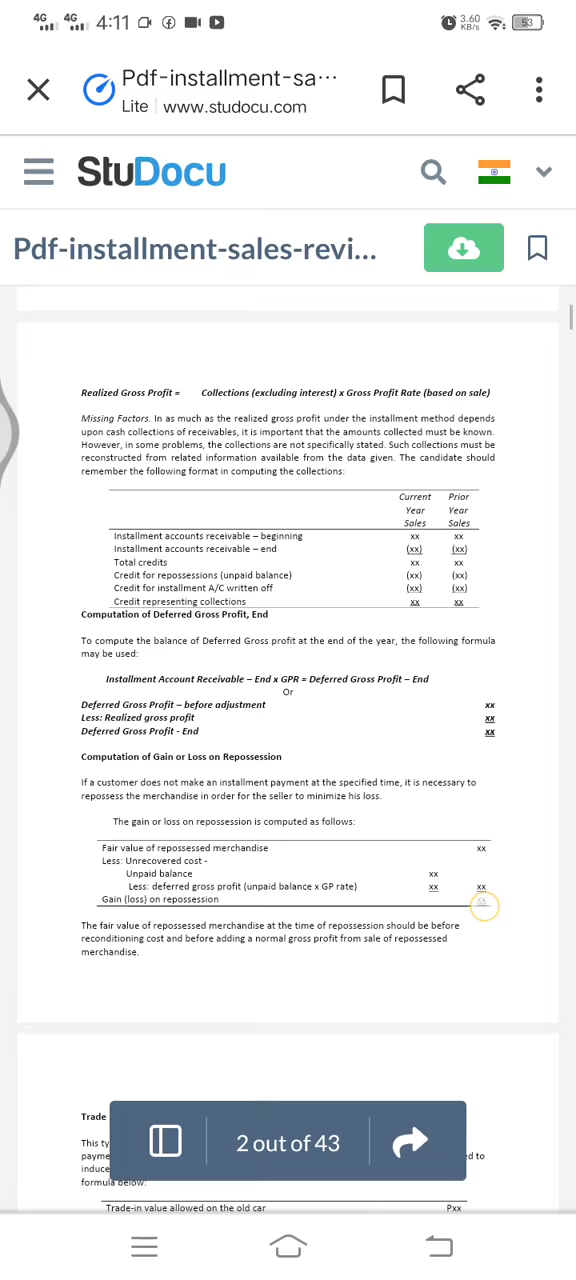 4G 4G 4:11 3.60 KB/s 53
Pdf-installment-sa...
Lite | www.studocu.com
StuDocu
Pdf-installment-sales-revi...
Realized Gross Profit = Collections (excluding interest) x Gross Profit Rate (based on sale)
Missing Factors. In as much as the realized gross profit under the installment method depends
upon cash collections of receivables, it is important that the amounts collected must be known.
However, in some problems, the collections are not specifically stated. Such collections must be
reconstructed from related information available from the data given. The candidate should
remember the following format in computing the collections:
Current Prior
Year Year
Sales Sales
Installment accounts receivable – beginning xx xx
Installment accounts receivable – end (xx) (xx)
Total credits xx xx
Credit for repossessions (unpaid balance) (xx) (xx)
Credit for installment A/C written off (xx) (xx)
Credit representing collections xx xx
Computation of Deferred Gross Profit, End
To compute the balance of Deferred Gross profit at the end of the year, the following formula
may be used:
Installment Account Receivable – End x GPR = Deferred Gross Profit – End
Or
Deferred Gross Profit – before adjustment xx
Less: Realized gross profit xx
Deferred Gross Profit - End xx
Computation of Gain or Loss on Repossession
If a customer does not make an installment payment at the specified time, it is necessary to
repossess the merchandise in order for the seller to minimize his loss.
The gain or loss on repossession is computed as follows:
Fair value of repossessed merchandise xx
Less: Unrecovered cost -
Unpaid balance xx
Less: deferred gross profit (unpaid balance x GP rate) xx xx
Gain (loss) on repossession xx
The fair value of repossessed merchandise at the time of repossession should be before
reconditioning cost and before adding a normal gross profit from sale of repossessed
merchandise.
Trade
This ty
payme ed to
induce
formula below:
Trade-in value allowed on the old car Pxx
2 out of 43